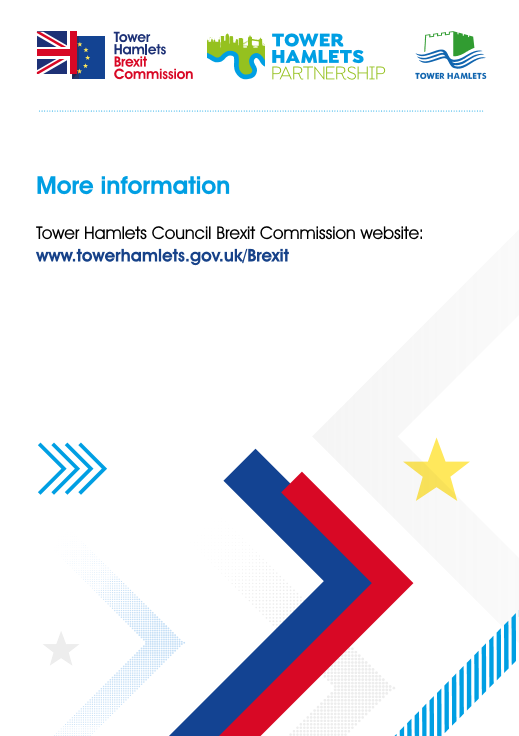 Tower
Hamlets
Brexit
Commission
TOWER
HAMLETS
PARTNERSHIP
TOWER HAMLETS
More information
Tower Hamlets Council Brexit Commission website:
www.towerhamlets.gov.uk/Brexit